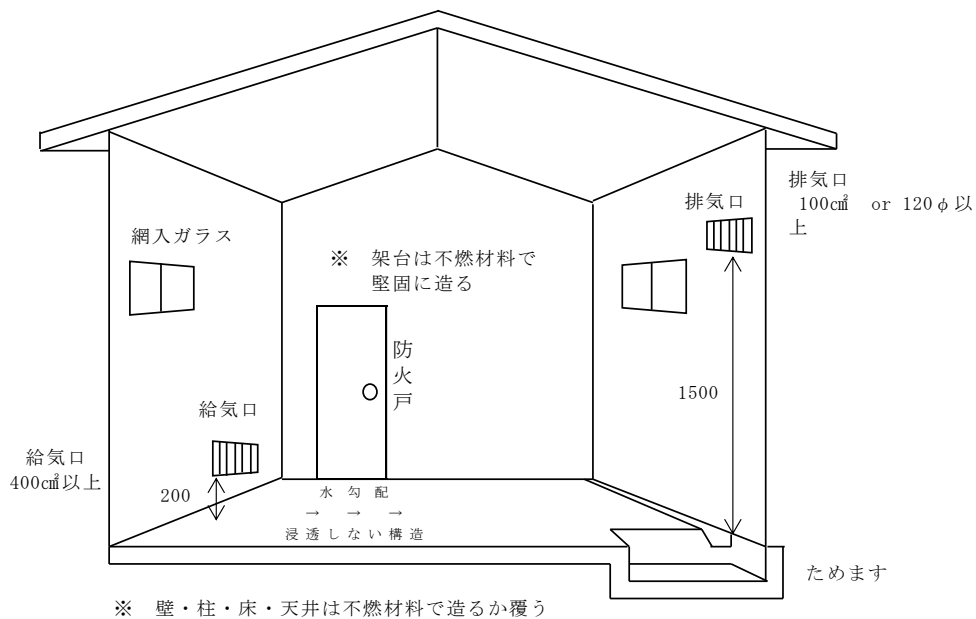 排気口
100㎠ or 120φ以
上
排気口
網入ガラス
※ 架台は不燃材料で
堅固に造る
防火戸
1500
給気口
給気口
400㎠以上
200
水勾配
→ → →
浸透しない構造
ためます
※ 壁・柱・床・天井は不燃材料で造るか覆う